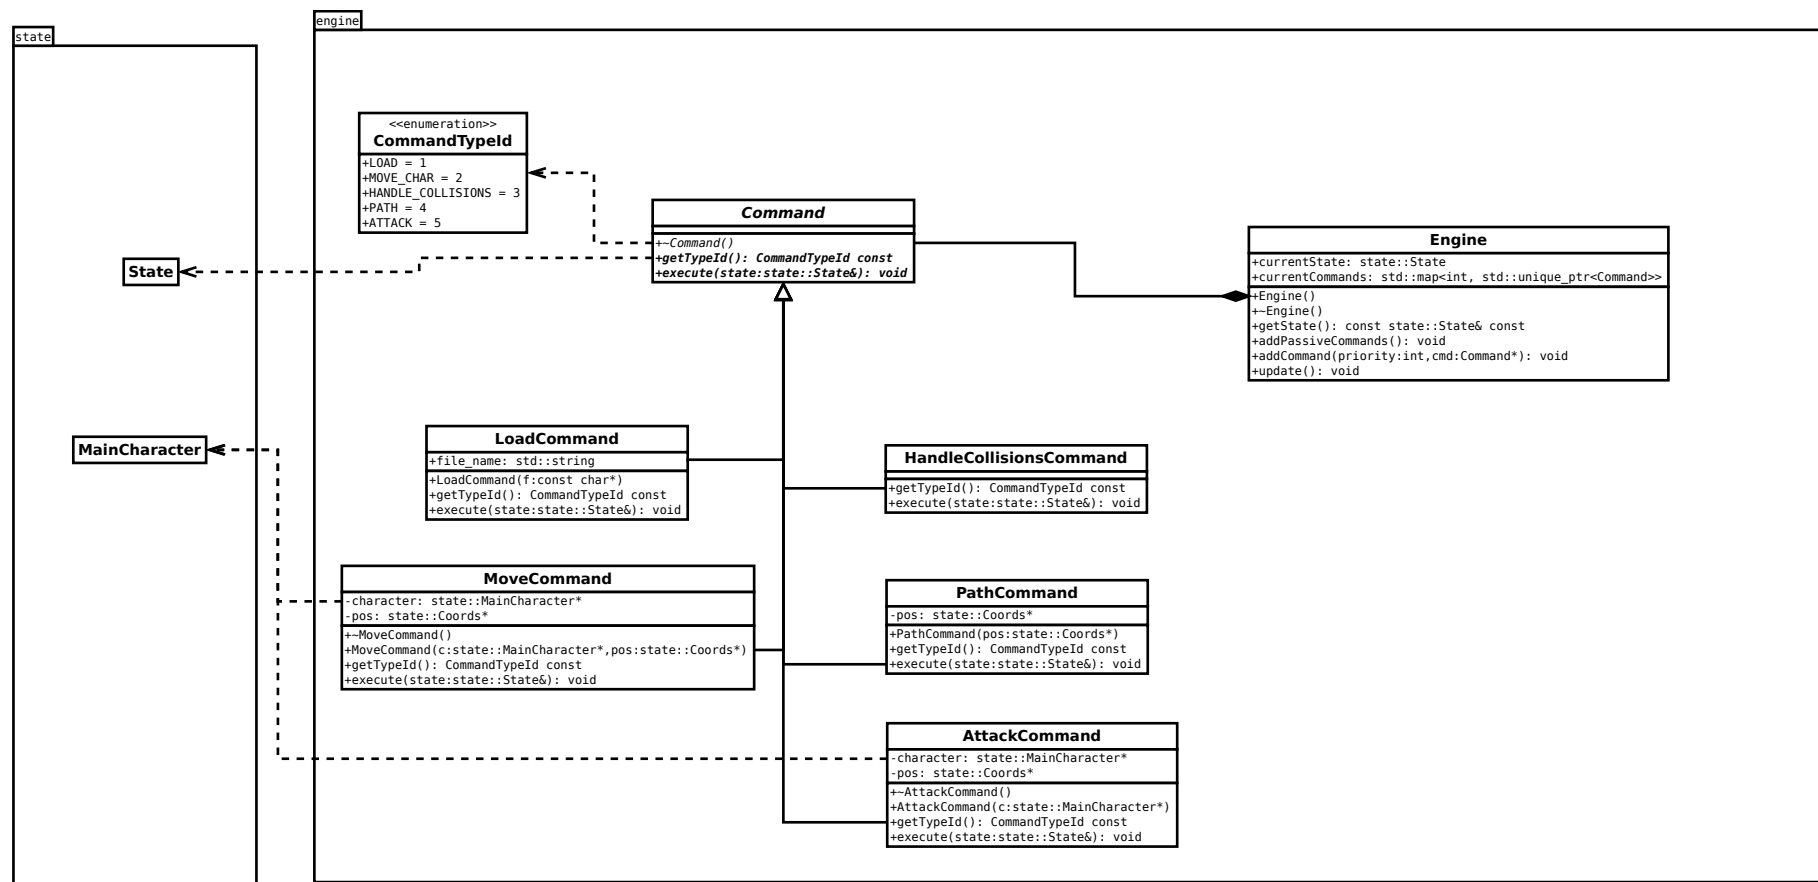 state
engine
<<enumeration>>
CommandTypeId
+LOAD = 1
+MOVE_CHAR = 2
+HANDLE_COLLISIONS = 3
+PATH = 4
+ATTACK = 5
Command
+~Command()
+getTypeId(): CommandTypeId const
+execute(state:state::State&): void
Engine
+currentState: state::State
+currentCommands: std::map<int, std::unique_ptr<Command>>
+Engine()
+~Engine()
+getState(): const state::State& const
+addPassiveCommands(): void
+addCommand(priority:int,cmd:Command*): void
+update(): void
State
MainCharacter
LoadCommand
+file_name: std::string
+LoadCommand(f:const char*)
+getTypeId(): CommandTypeId const
+execute(state:state::State&): void
HandleCollisionsCommand
+getTypeId(): CommandTypeId const
+execute(state:state::State&): void
MoveCommand
-character: state::MainCharacter*
-pos: state::Coords*
+~MoveCommand()
+MoveCommand(c:state::MainCharacter*,pos:state::Coords*)
+getTypeId(): CommandTypeId const
+execute(state:state::State&): void
PathCommand
-pos: state::Coords*
+PathCommand(pos:state::Coords*)
+getTypeId(): CommandTypeId const
+execute(state:state::State&): void
AttackCommand
-character: state::MainCharacter*
-pos: state::Coords*
+~AttackCommand()
+AttackCommand(c:state::MainCharacter*)
+getTypeId(): CommandTypeId const
+execute(state:state::State&): void